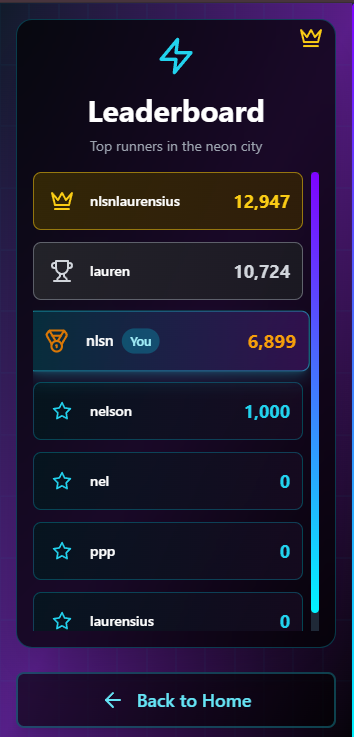 Leaderboard
Top runners in the neon city
nlsnlaurensius 12,947
lauren 10,724
nlsn You 6,899
nelson 1,000
nel 0
ppp 0
laurensius 0
Back to Home